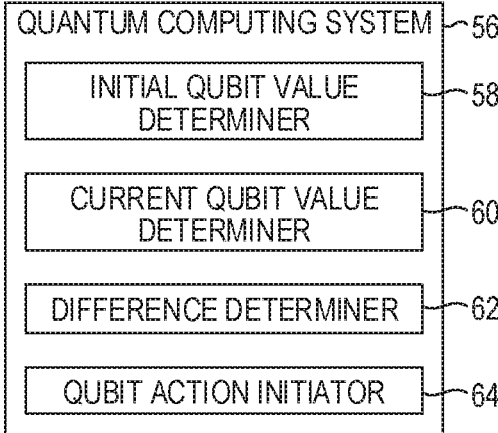 QUANTUM COMPUTING SYSTEM 56
INITIAL QUBIT VALUE
DETERMINER 58
CURRENT QUBIT VALUE
DETERMINER 60
DIFFERENCE DETERMINER 62
QUBIT ACTION INITIATOR 64